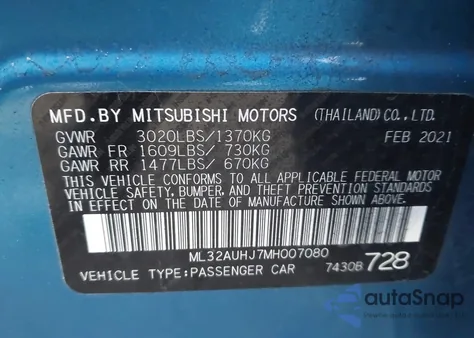 MFD.BY MITSUBISHI MOTORS (THAILAND)CO.,LTD.
GVWR 3020LBS/1370KG FEB 2021
GAWR FR 1609LBS/ 730KG
GAWR RR 1477LBS/ 670KG
THIS VEHICLE CONFORMS TO ALL APPLICABLE FEDERAL MOTOR
VEHICLE SAFETY, BUMPER, AND THEFT PREVENTION STANDARDS
IN EFFECT ON THE DATE OF MANUFACTURE SHOWN ABOVE.
ML32AUHJ7MH007080
VEHICLE TYPE:PASSENGER CAR 7430B 728
autoSnap